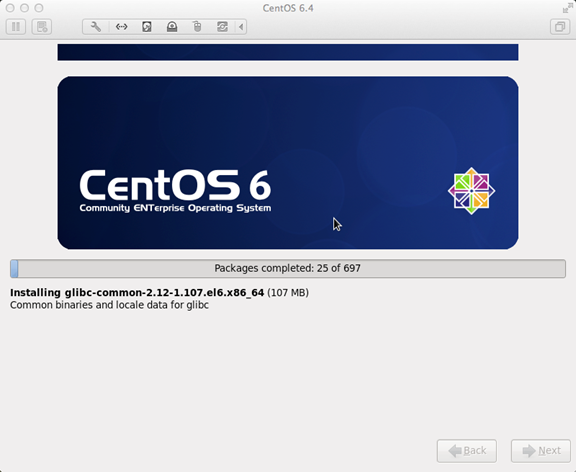 CentOS 6.4
CentOS 6
Community ENTerprise Operating System
Packages completed: 25 of 697
Installing glibc-common-2.12-1.107.el6.x86_64 (107 MB)
Common binaries and locale data for glibc
Back
Next